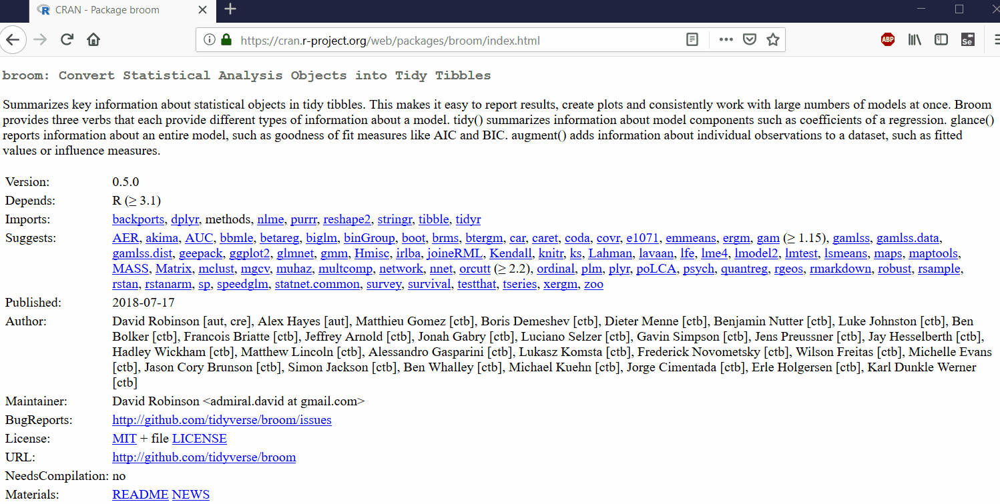 CRAN - Package broom
https://cran.r-project.org/web/packages/broom/index.html
ABP
Se
broom: Convert Statistical Analysis Objects into Tidy Tibbles
Summarizes key information about statistical objects in tidy tibbles. This makes it easy to report results, create plots and consistently work with large numbers of models at once. Broom
provides three verbs that each provide different types of information about a model. tidy() summarizes information about model components such as coefficients of a regression. glance()
reports information about an entire model, such as goodness of fit measures like AIC and BIC. augment() adds information about individual observations to a dataset, such as fitted
values or influence measures.
Version: 0.5.0
Depends: R (≥ 3.1)
Imports: backports, dplyr, methods, nlme, purrr, reshape2, stringr, tibble, tidyr
Suggests: AER, akima, AUC, bbmle, betareg, biglm, binGroup, boot, brms, btergm, car, caret, coda, covr, e1071, emmeans, ergm, gam (≥ 1.15), gamlss, gamlss.data,
gamlss.dist, geepack, ggplot2, glmnet, gmm, Hmisc, irlba, joineRML, Kendall, knitr, ks, Lahman, lavaan, lfe, lme4, lmodel2, lmtest, lsmeans, maps, maptools,
MASS, Matrix, mclust, mgcv, muhaz, multcomp, network, nnet, orcutt (≥ 2.2), ordinal, plm, plyr, poLCA, psych, quantreg, rgeos, rmarkdown, robust, rsample,
rstan, rstanarm, sp, speedglm, statnet.common, survey, survival, testthat, tseries, xergm, zoo
Published: 2018-07-17
Author: David Robinson [aut, cre], Alex Hayes [aut], Matthieu Gomez [ctb], Boris Demeshev [ctb], Dieter Menne [ctb], Benjamin Nutter [ctb], Luke Johnston [ctb], Ben
Bolker [ctb], Francois Briatte [ctb], Jeffrey Arnold [ctb], Jonah Gabry [ctb], Luciano Selzer [ctb], Gavin Simpson [ctb], Jens Preussner [ctb], Jay Hesselberth [ctb],
Hadley Wickham [ctb], Matthew Lincoln [ctb], Alessandro Gasparini [ctb], Lukasz Komsta [ctb], Frederick Novometsky [ctb], Wilson Freitas [ctb], Michelle Evans
[ctb], Jason Cory Brunson [ctb], Simon Jackson [ctb], Ben Whalley [ctb], Michael Kuehn [ctb], Jorge Cimentada [ctb], Erle Holgersen [ctb], Karl Dunkle Werner
[ctb]
Maintainer: David Robinson <admiral.david at gmail.com>
BugReports: http://github.com/tidyverse/broom/issues
License: MIT + file LICENSE
URL: http://github.com/tidyverse/broom
NeedsCompilation: no
Materials: README NEWS